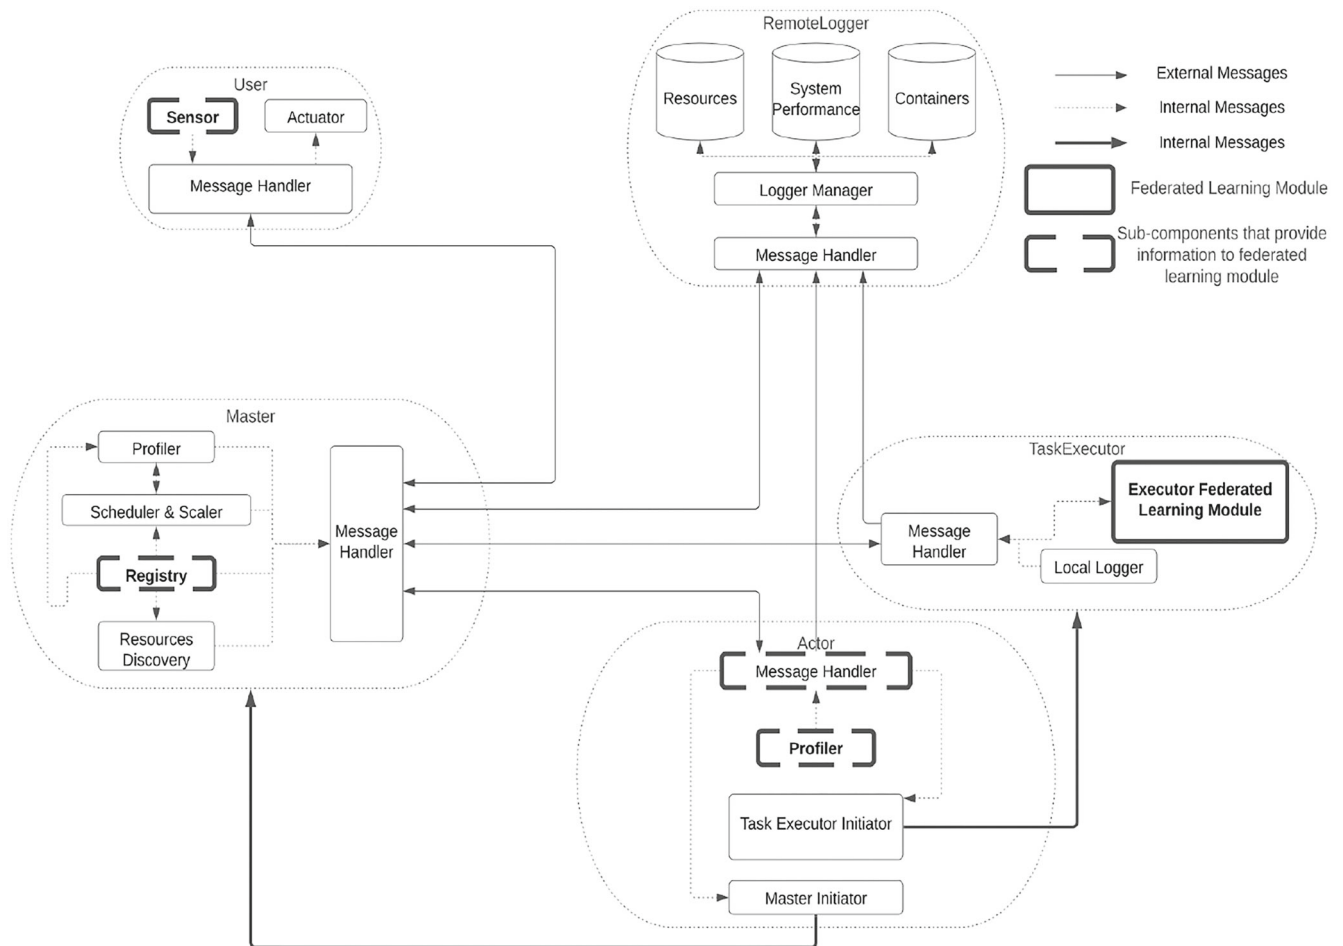 RemoteLogger
Resources
System
Performance
Containers
Logger Manager
Message Handler
External Messages
Internal Messages
Internal Messages
Federated Learning Module
Sub-components that provide
information to federated
learning module
User
Sensor
Actuator
Message Handler
Master
Profiler
Scheduler & Scaler
Registry
Resources
Discovery
Message
Handler
TaskExecutor
Executor Federated
Learning Module
Message
Handler
Local Logger
Actor
Message Handler
Profiler
Task Executor Initiator
Master Initiator